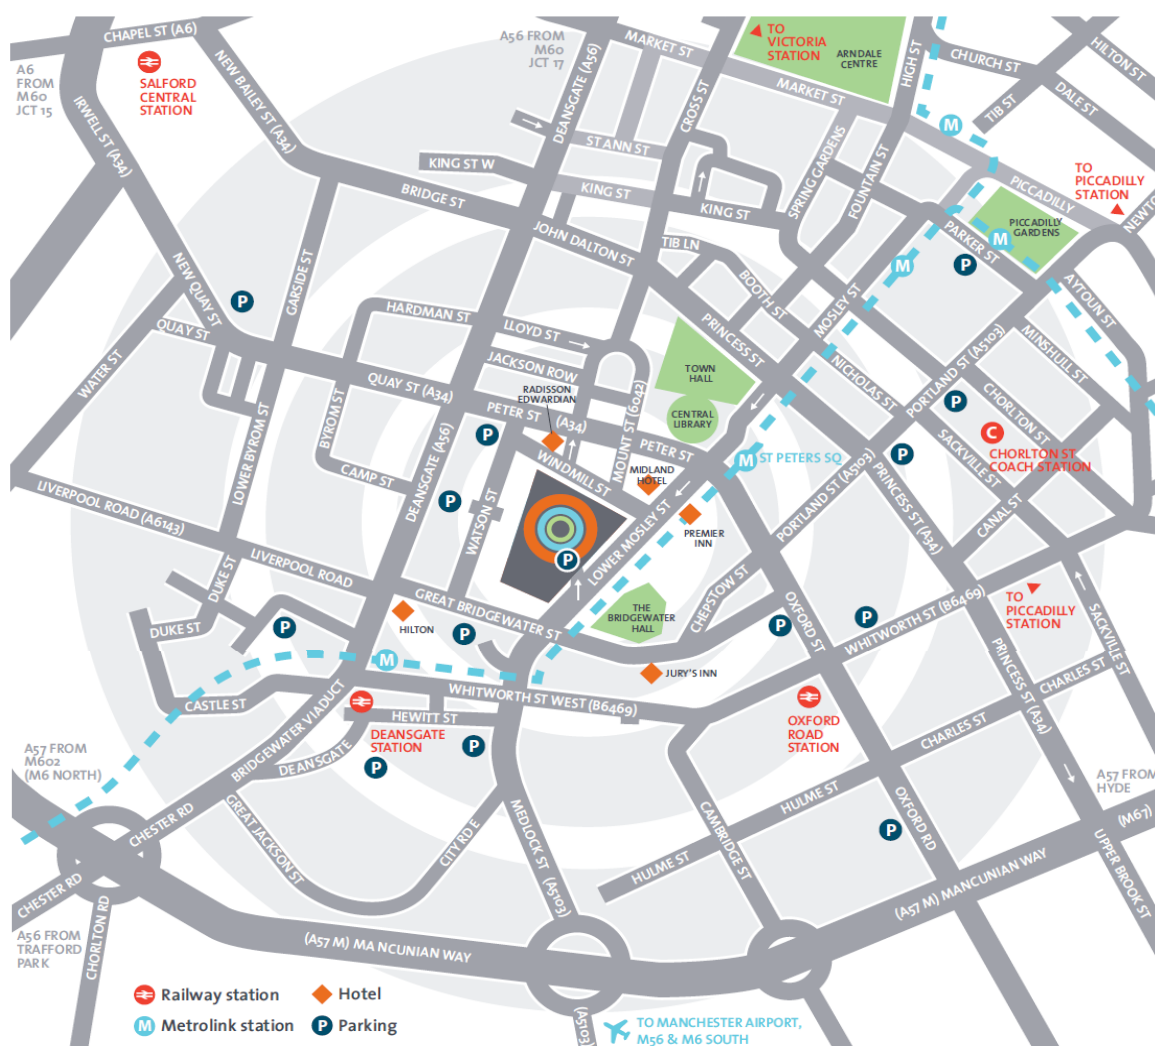 CHAPEL ST (A6)
A6
FROM
M60
JCT 15
SALFORD
CENTRAL
STATION
NEW BAILEY ST (A34)
IRWELL ST (A34)
A56 FROM
M60
JCT 17
DEANSGATE (A56)
MARKET ST
TO
VICTORIA
STATION
ARNDALE
CENTRE
MARKET ST
HIGH ST
CHURCH ST
HILTON ST
DALE ST
TIB ST
CROSS ST
ST ANN ST
KING ST W
KING ST
KING ST
SPRING GARDENS
FOUNTAIN ST
M
PICCADILLY
TO
PICCADILLY
STATION
NEWTO
PICCADILLY
GARDENS
M
PARKER ST
P
M
BRIDGE ST
JOHN DALTON ST
TIB LN
BOOTH ST
MOSLEY ST
AYTOUN ST
NEW QUAY ST
P
GARSIDE ST
HARDMAN ST
LLOYD ST
PRINCESS ST
NICHOLAS ST
PORTLAND ST (A5103)
MINSHULL ST
QUAY ST
WATER ST
JACKSON ROW
QUAY ST (A34)
RADISSON
EDWARDIAN
TOWN
HALL
CENTRAL
LIBRARY
P
CHORLTON ST
C
CHORLTON ST
COACH STATION
SACKVILLE ST
PETER ST
(A34)
PETER ST
MOUNT ST (6042)
BYROM ST
LOWER BYROM ST
DEANSGATE (A56)
P
WINDMILL ST
MIDLAND
HOTEL
M
ST PETERS SQ
P
PORTLAND ST (A5103)
PRINCESS ST (A34)
CANAL ST
CAMP ST
P
WATSON ST
P
LOWER MOSLEY ST
PREMIER
INN
LIVERPOOL ROAD (A6143)
LIVERPOOL ROAD
DUKE ST
DUKE ST
GREAT BRIDGEWATER ST
HILTON
P
P
THE
BRIDGEWATER
HALL
CHEPSTOW ST
OXFORD ST
P
P
WHITWORTH ST (B6469)
TO
PICCADILLY
STATION
SACKVILLE ST
M
JURY'S INN
WHITWORTH ST WEST (B6469)
PRINCESS ST (A34)
CHARLES ST
CHARLES ST
CASTLE ST
BRIDGEWATER VIADUCT
HEWITT ST
DEANSGATE
STATION
DEANSGATE
P
P
OXFORD
ROAD
STATION
A57 FROM
M602
(M6 NORTH)
A57 FROM
HYDE
(M67)
CHESTER RD
GREAT JACKSON ST
CITY RD E
MEDLOCK ST
(A5103)
CAMBRIDGE ST
HULME ST
HULME ST
OXFORD RD
P
UPPER BROOK ST
CHESTER RD
CHORLTON RD
A56 FROM
TRAFFORD
PARK
(A57 M) MANCUNIAN WAY
(A57 M) MANCUNIAN WAY
(A5103)
Railway station
Hotel
M Metrolink station
P Parking
TO MANCHESTER AIRPORT,
M56 & M6 SOUTH